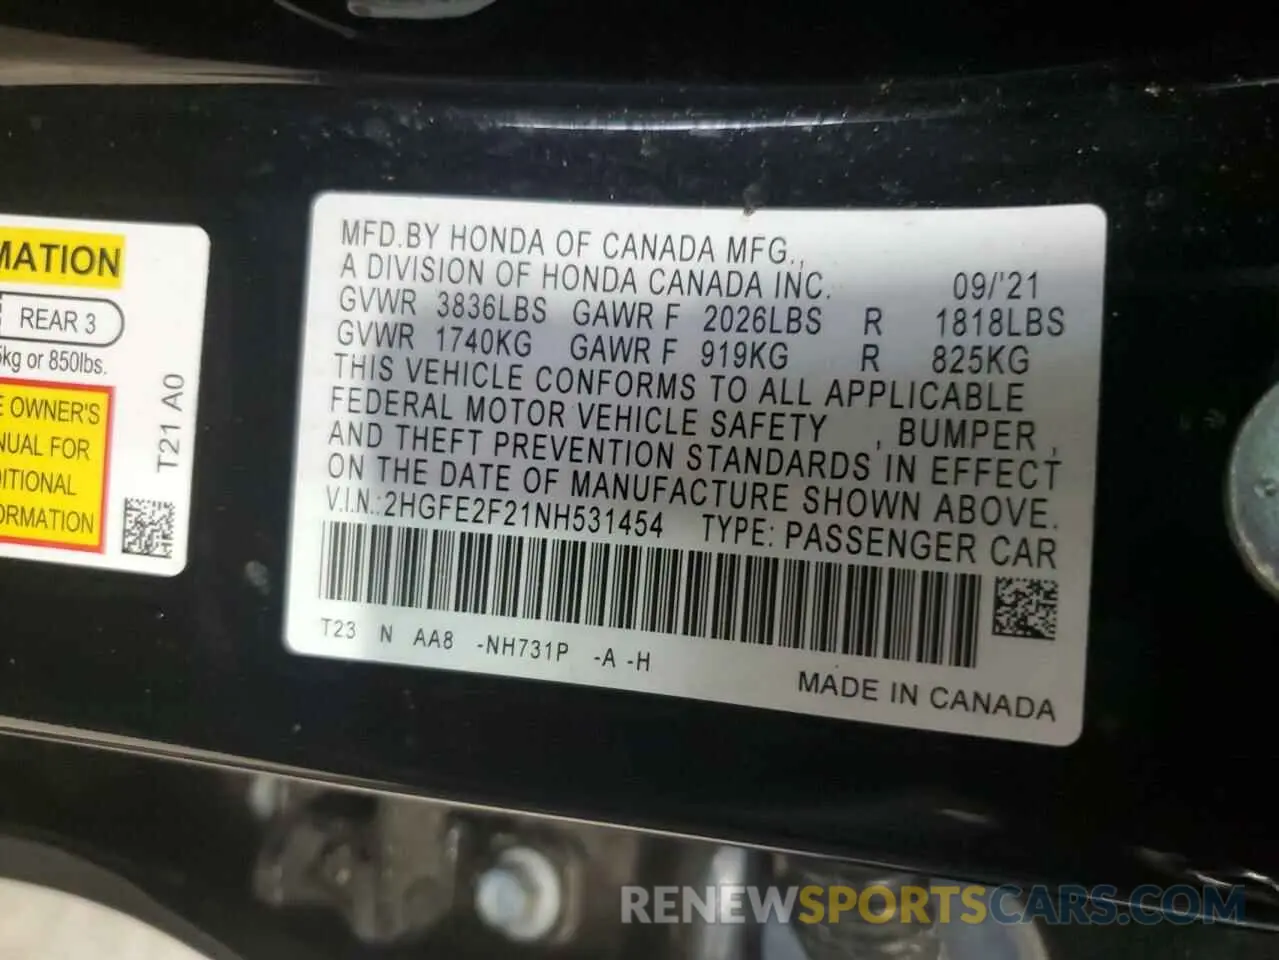 MATION
REAR 3
kg or 850lbs.
E OWNER'S
NUAL FOR
ITIONAL
ORMATION
T21 A0
MFD.BY HONDA OF CANADA MFG.,
A DIVISION OF HONDA CANADA INC. 09/'21
GVWR 3836LBS GAWR F 2026LBS R 1818LBS
GVWR 1740KG GAWR F 919KG R 825KG
THIS VEHICLE CONFORMS TO ALL APPLICABLE
FEDERAL MOTOR VEHICLE SAFETY , BUMPER ,
AND THEFT PREVENTION STANDARDS IN EFFECT
ON THE DATE OF MANUFACTURE SHOWN ABOVE.
V.I.N.:2HGFE2F21NH531454 TYPE: PASSENGER CAR
T23 N AA8 -NH731P -A -H
MADE IN CANADA
RENEWSPORTSCARS.COM